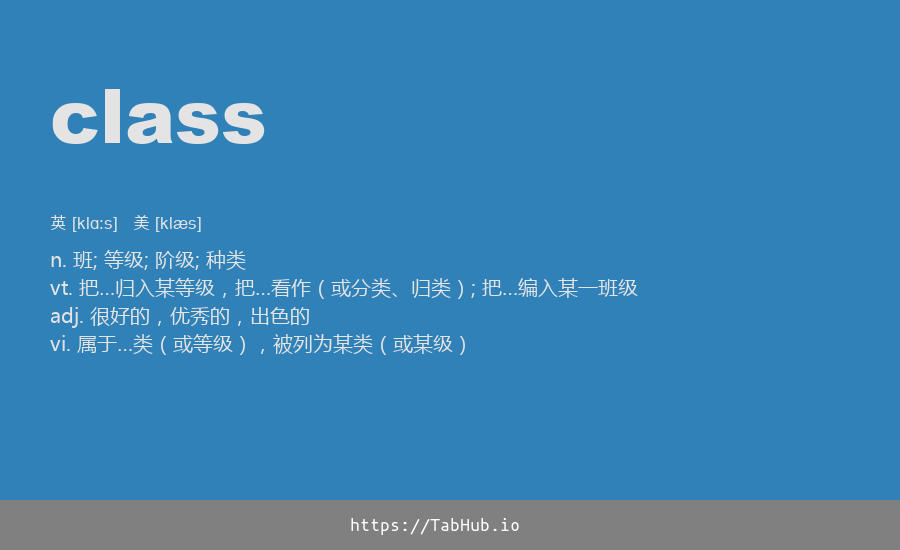 class
英 [klɑːs] 美 [klæs]
n. 班; 等级; 阶级; 种类
vt. 把…归入某等级，把…看作（或分类、归类）; 把…编入某一班级
adj. 很好的，优秀的，出色的
vi. 属于…类（或等级），被列为某类（或某级）
https://TabHub.io